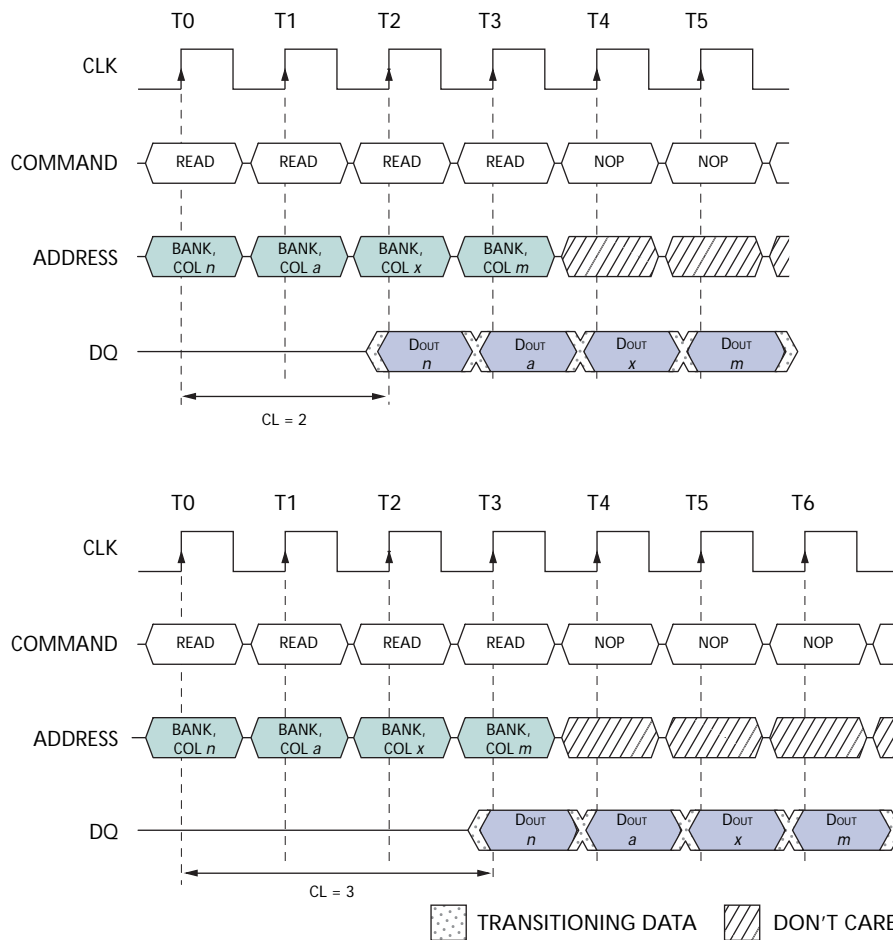 T0 T1 T2 T3 T4 T5
CLK
COMMAND READ READ READ READ NOP NOP
ADDRESS BANK, COL n BANK, COL a BANK, COL x BANK, COL m
DQ DOUT n DOUT a DOUT x DOUT m
CL = 2
T0 T1 T2 T3 T4 T5 T6
CLK
COMMAND READ READ READ READ NOP NOP NOP
ADDRESS BANK, COL n BANK, COL a BANK, COL x BANK, COL m
DQ DOUT n DOUT a DOUT x DOUT m
CL = 3
TRANSITIONING DATA DON'T CARE